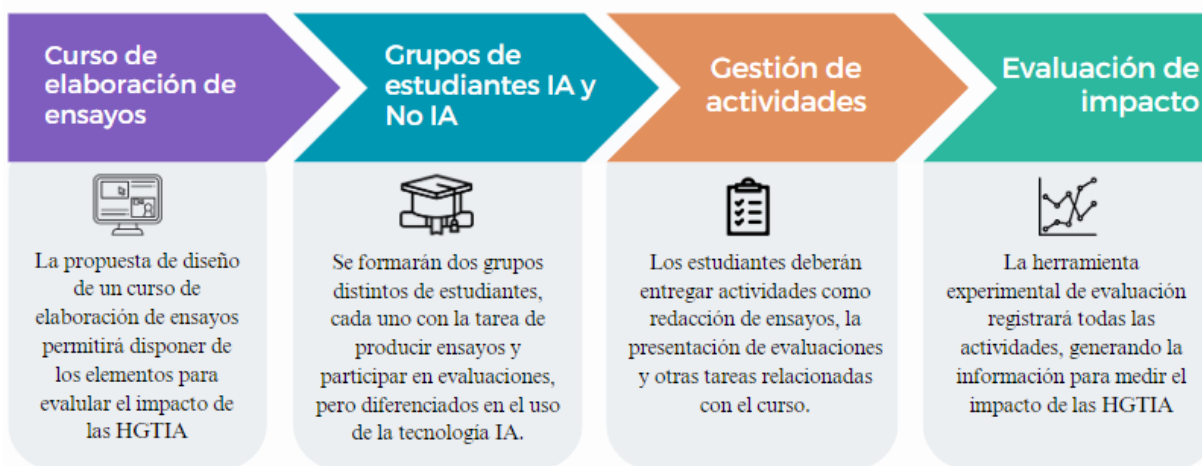 Curso de
elaboración de
ensayos
Grupos de
estudiantes IA y
No IA
Gestión de
actividades
Evaluación de
impacto
La propuesta de diseño
de un curso de
elaboración de ensayos
permitirá disponer de
los elementos para
evalular el impacto de
las HGTIA
Se formarán dos grupos
distintos de estudiantes,
cada uno con la tarea de
producir ensayos y
participar en evaluaciones,
pero diferenciados en el uso
de la tecnología IA.
Los estudiantes deberán
entregar actividades como
redacción de ensayos, la
presentación de evaluaciones
y otras tareas relacionadas
con el curso.
La herramienta
experimental de evaluación
registrará todas las
actividades, generando la
información para medir el
impacto de las HGTIA